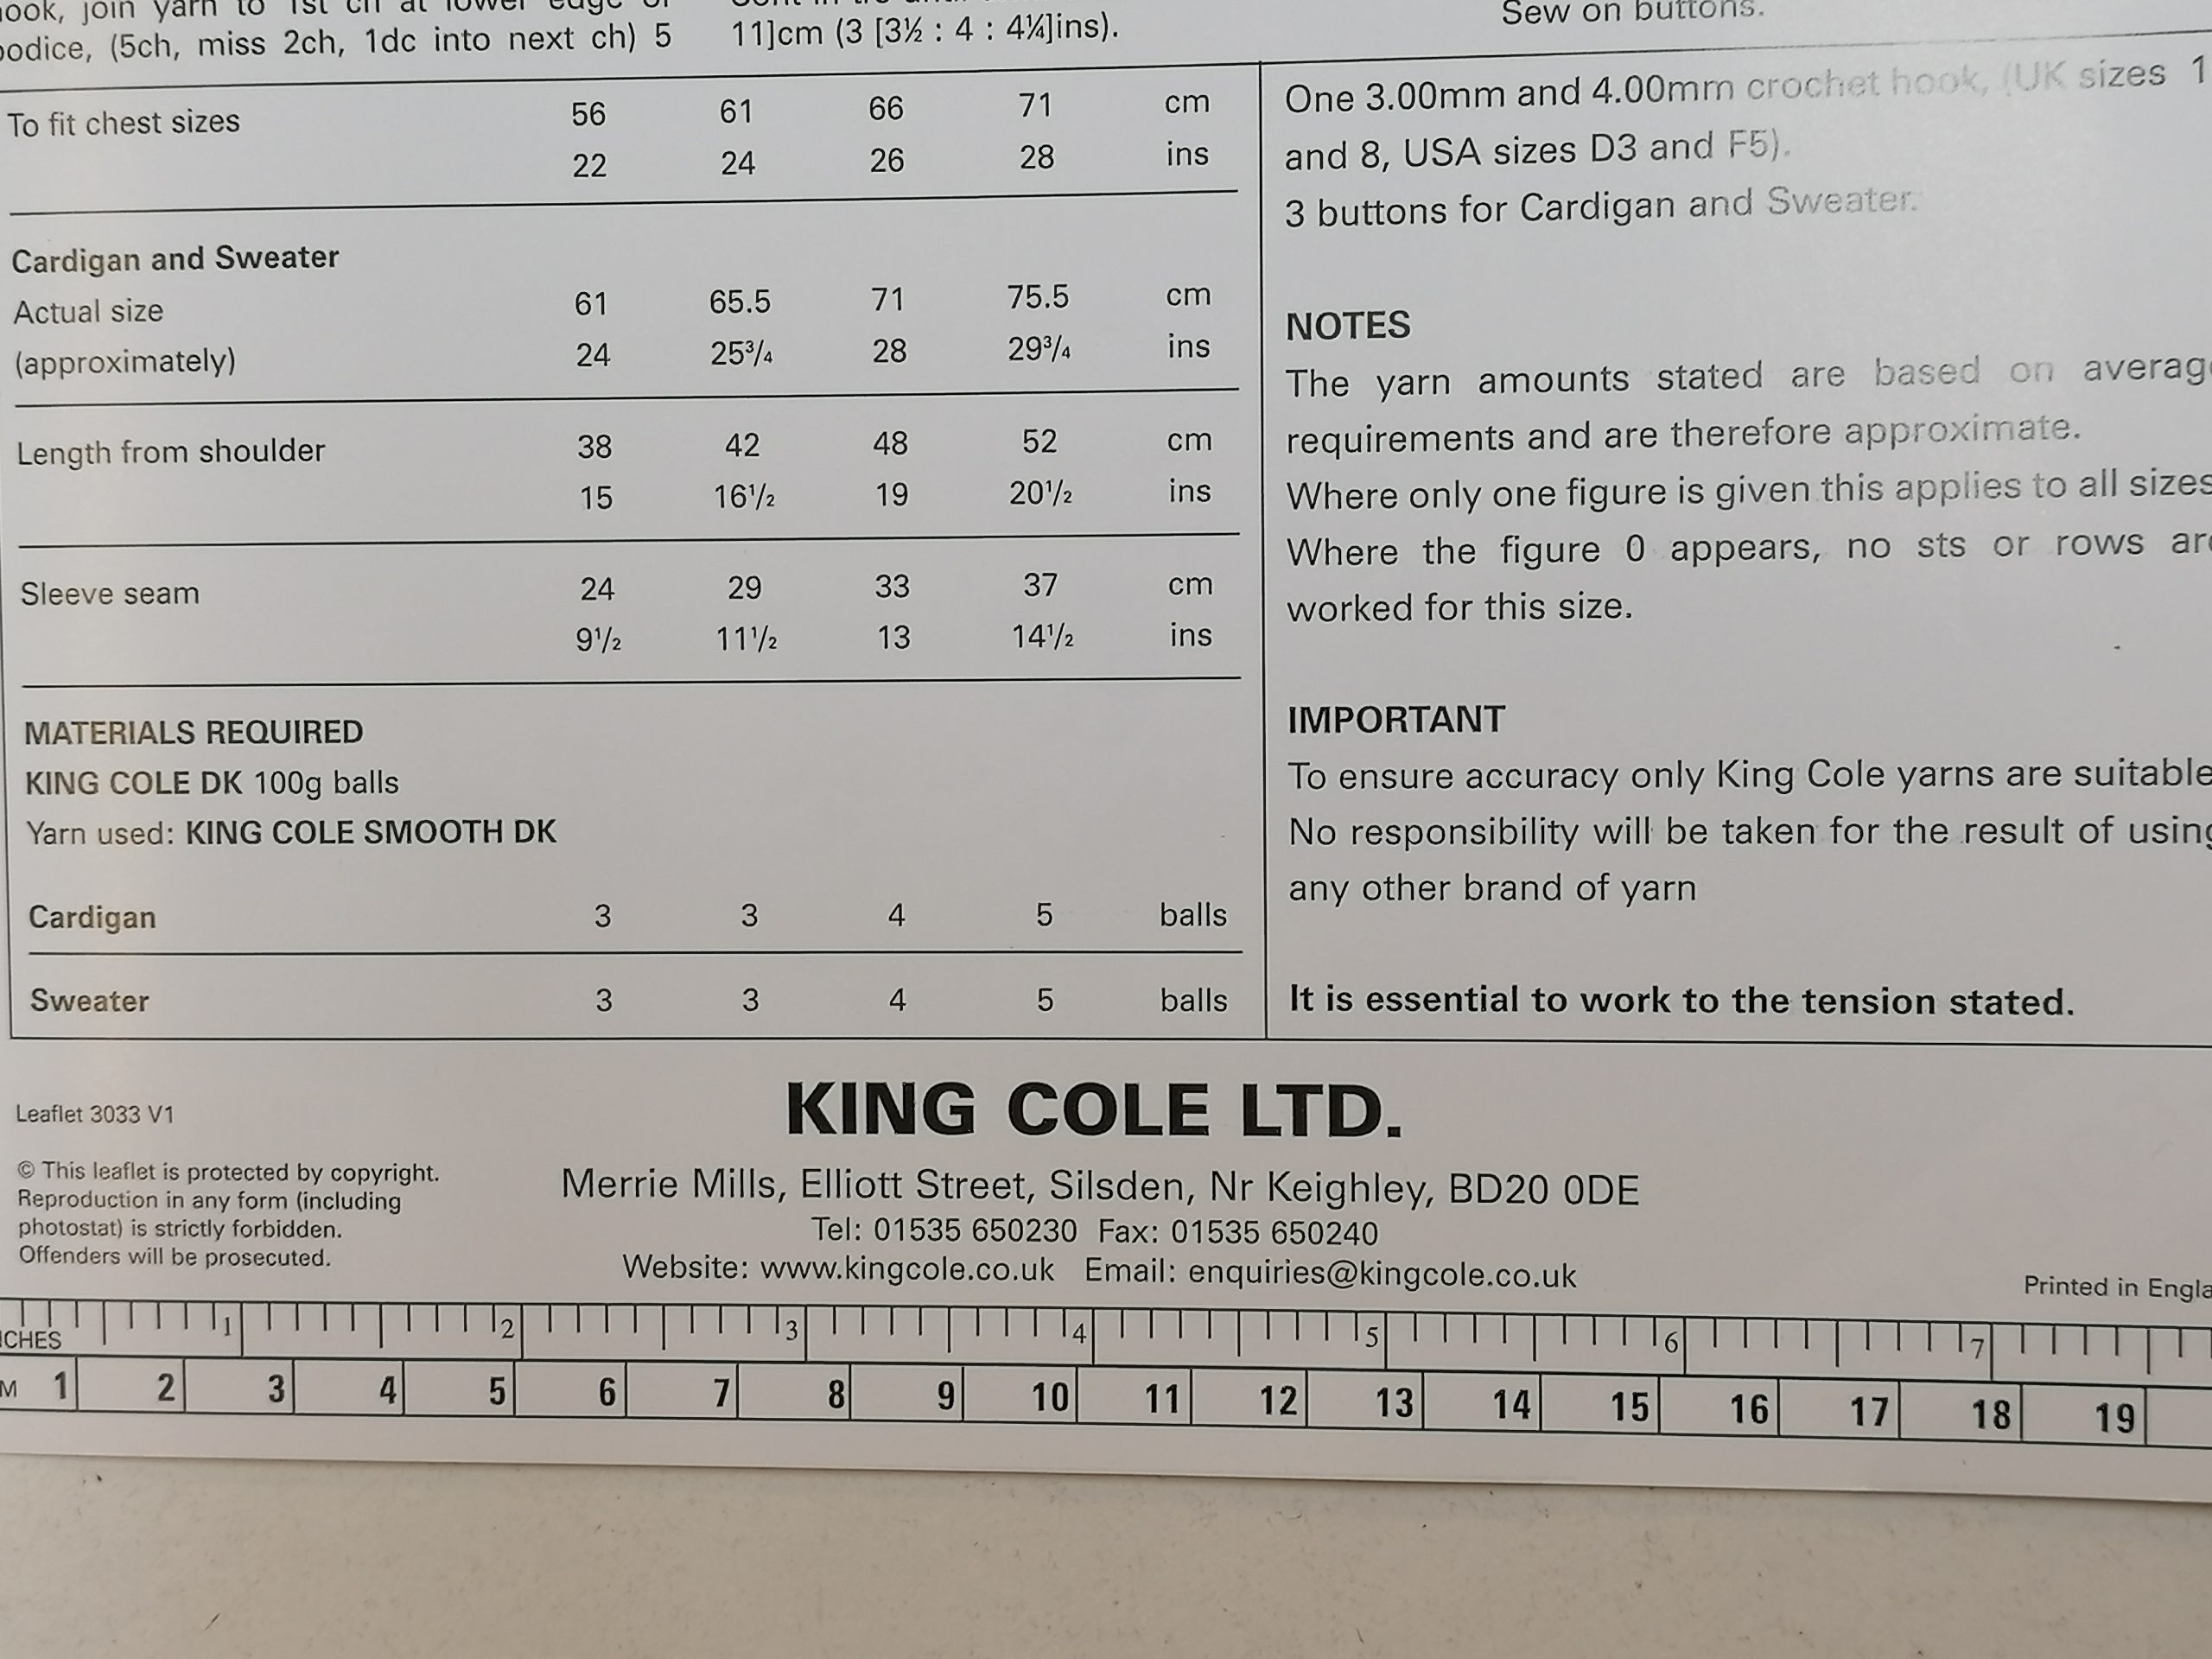 hook, join yarn to 1st ch at lower edge of
bodice, (5ch, miss 2ch, 1dc into next ch) 5
11]cm (3 [3½ : 4 : 4¼]ins).
Sew on buttons.
To fit chest sizes 56 61 66 71 cm
22 24 26 28 ins
Cardigan and Sweater
Actual size 61 65.5 71 75.5 cm
(approximately) 24 25³/₄ 28 29³/₄ ins
Length from shoulder 38 42 48 52 cm
15 16¹/₂ 19 20¹/₂ ins
Sleeve seam 24 29 33 37 cm
9¹/₂ 11¹/₂ 13 14¹/₂ ins
MATERIALS REQUIRED
KING COLE DK 100g balls
Yarn used: KING COLE SMOOTH DK
Cardigan 3 3 4 5 balls
Sweater 3 3 4 5 balls
One 3.00mm and 4.00mm crochet hook, (UK sizes 1
and 8, USA sizes D3 and F5).
3 buttons for Cardigan and Sweater.
NOTES
The yarn amounts stated are based on average
requirements and are therefore approximate.
Where only one figure is given this applies to all sizes
Where the figure 0 appears, no sts or rows are
worked for this size.
IMPORTANT
To ensure accuracy only King Cole yarns are suitable
No responsibility will be taken for the result of using
any other brand of yarn
It is essential to work to the tension stated.
Leaflet 3033 V1
© This leaflet is protected by copyright.
Reproduction in any form (including
photostat) is strictly forbidden.
Offenders will be prosecuted.
KING COLE LTD.
Merrie Mills, Elliott Street, Silsden, Nr Keighley, BD20 0DE
Tel: 01535 650230 Fax: 01535 650240
Website: www.kingcole.co.uk Email: enquiries@kingcole.co.uk
Printed in Engla
CHES 1 2 3 4 5 6 7
M 1 2 3 4 5 6 7 8 9 10 11 12 13 14 15 16 17 18 19